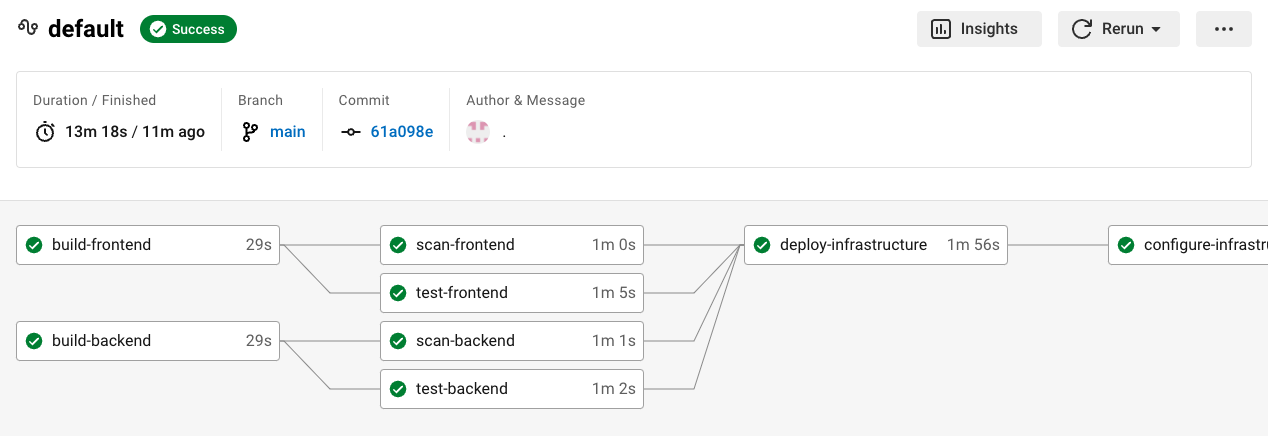 default Success Insights Rerun ...
Duration / Finished Branch Commit Author & Message
13m 18s / 11m ago main 61a098e .
build-frontend 29s scan-frontend 1m 0s deploy-infrastructure 1m 56s configure-infrastr
test-frontend 1m 5s
build-backend 29s scan-backend 1m 1s
test-backend 1m 2s